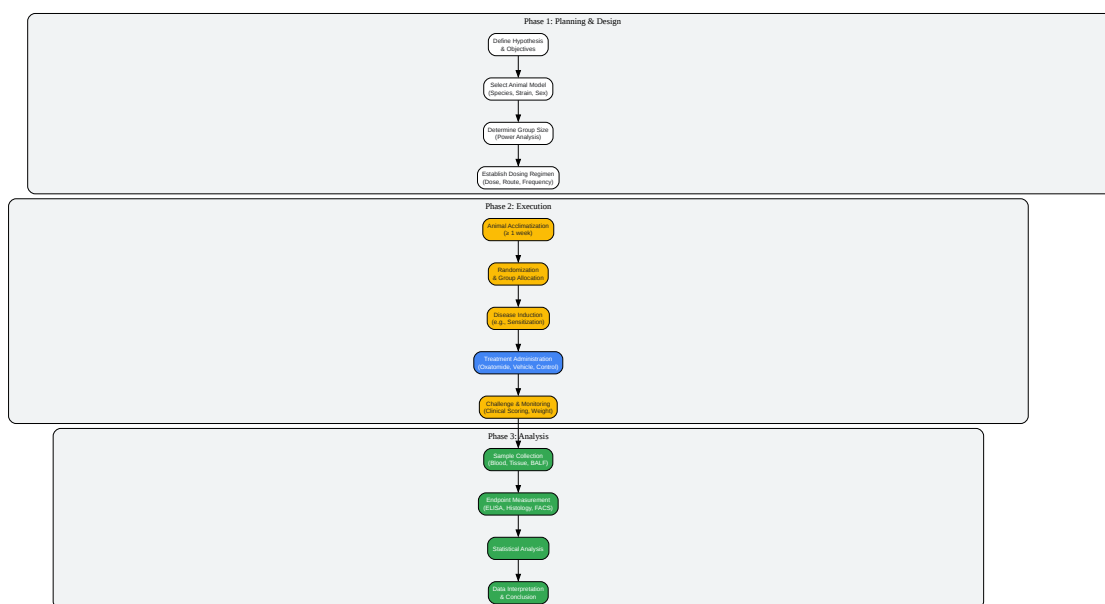 Phase 1: Planning & Design
Define Hypothesis
& Objectives
Select Animal Model
(Species, Strain, Sex)
Determine Group Size
(Power Analysis)
Establish Dosing Regimen
(Dose, Route, Frequency)
Phase 2: Execution
Animal Acclimatization
(≥ 1 week)
Randomization
& Group Allocation
Disease Induction
(e.g., Sensitization)
Treatment Administration
(Oxatomide, Vehicle, Control)
Challenge & Monitoring
(Clinical Scoring, Weight)
Phase 3: Analysis
Sample Collection
(Blood, Tissue, BALF)
Endpoint Measurement
(ELISA, Histology, FACS)
Statistical Analysis
Data Interpretation
& Conclusion